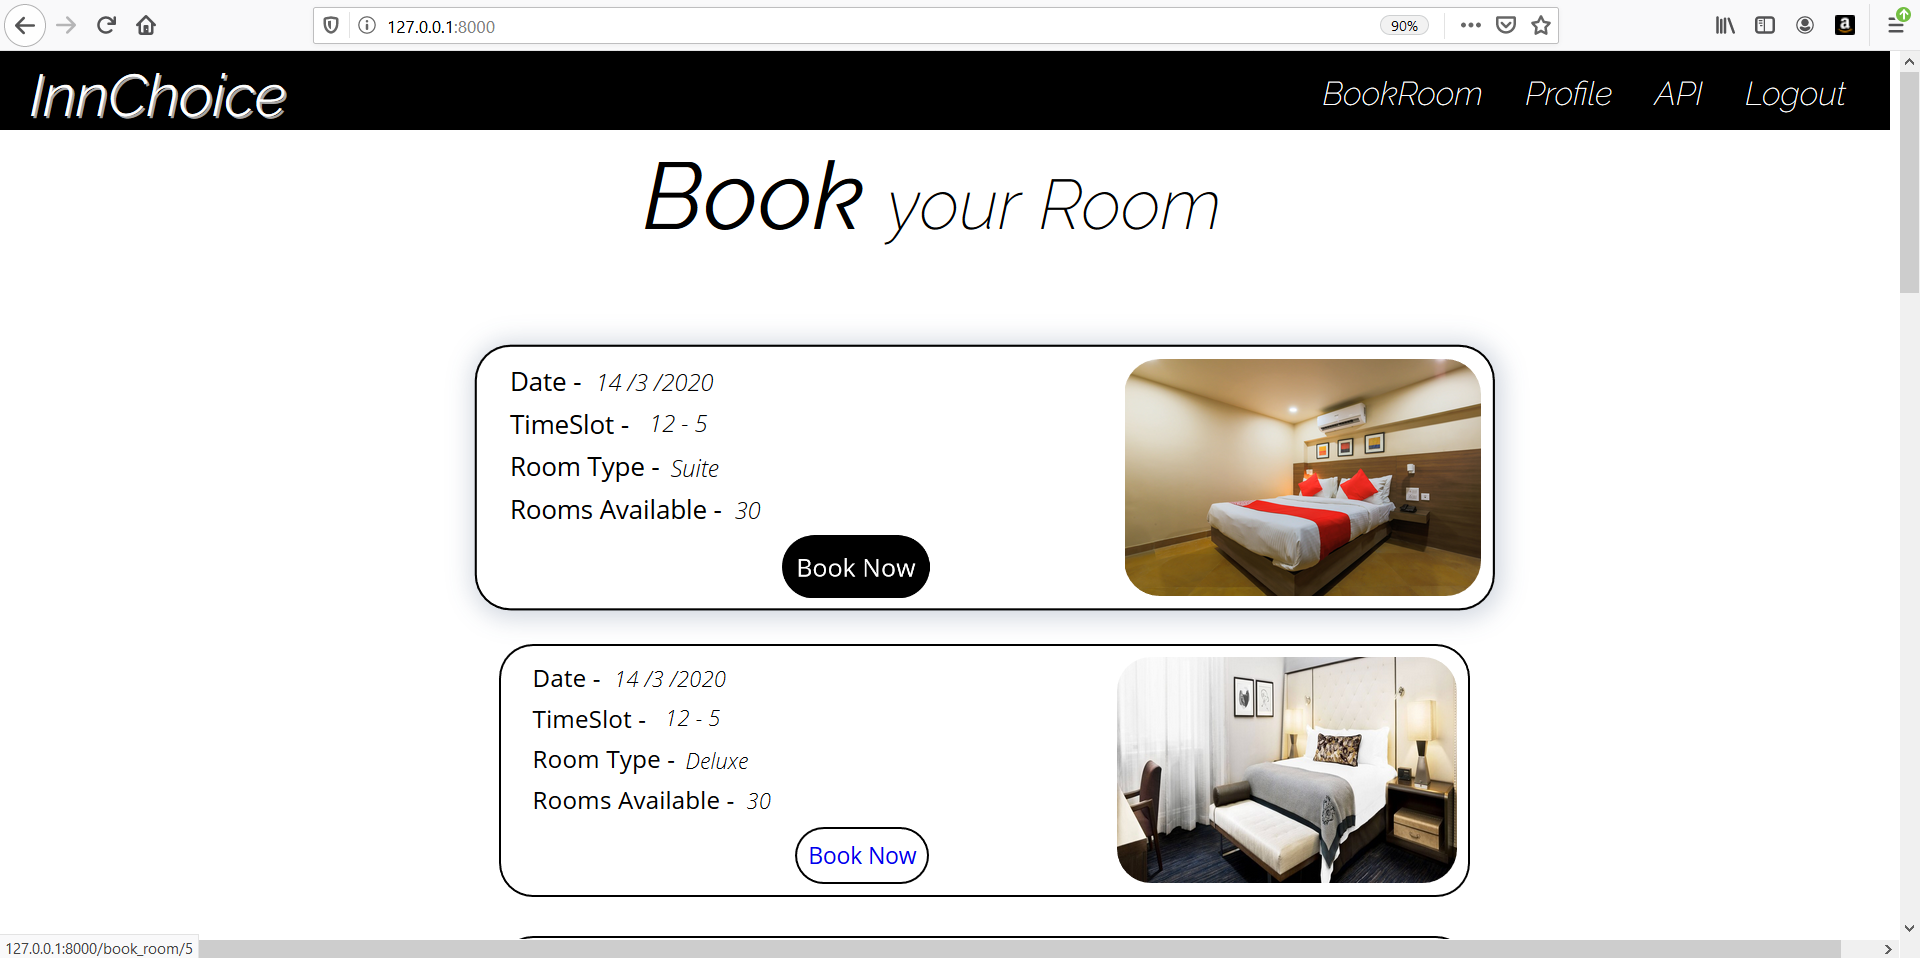 127.0.0.1:8000
90%
InnChoice
BookRoom Profile API Logout
Book your Room
Date - 14 /3 /2020
TimeSlot - 12 - 5
Room Type - Suite
Rooms Available - 30
Book Now
Date - 14 /3 /2020
TimeSlot - 12 - 5
Room Type - Deluxe
Rooms Available - 30
Book Now
127.0.0.1:8000/book_room/5